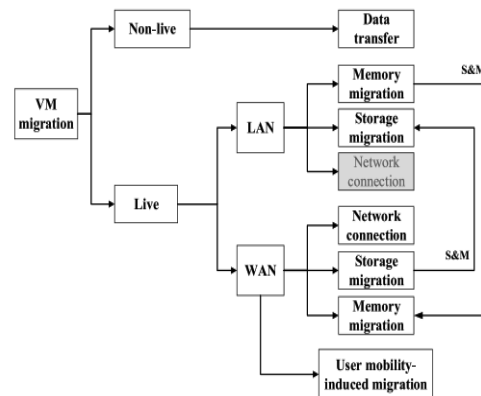 Non-live
Data
transfer
VM
migration
Live
LAN
Memory
migration
S&M
Storage
migration
Network
connection
WAN
Network
connection
Storage
migration
S&M
Memory
migration
User mobility-
induced migration